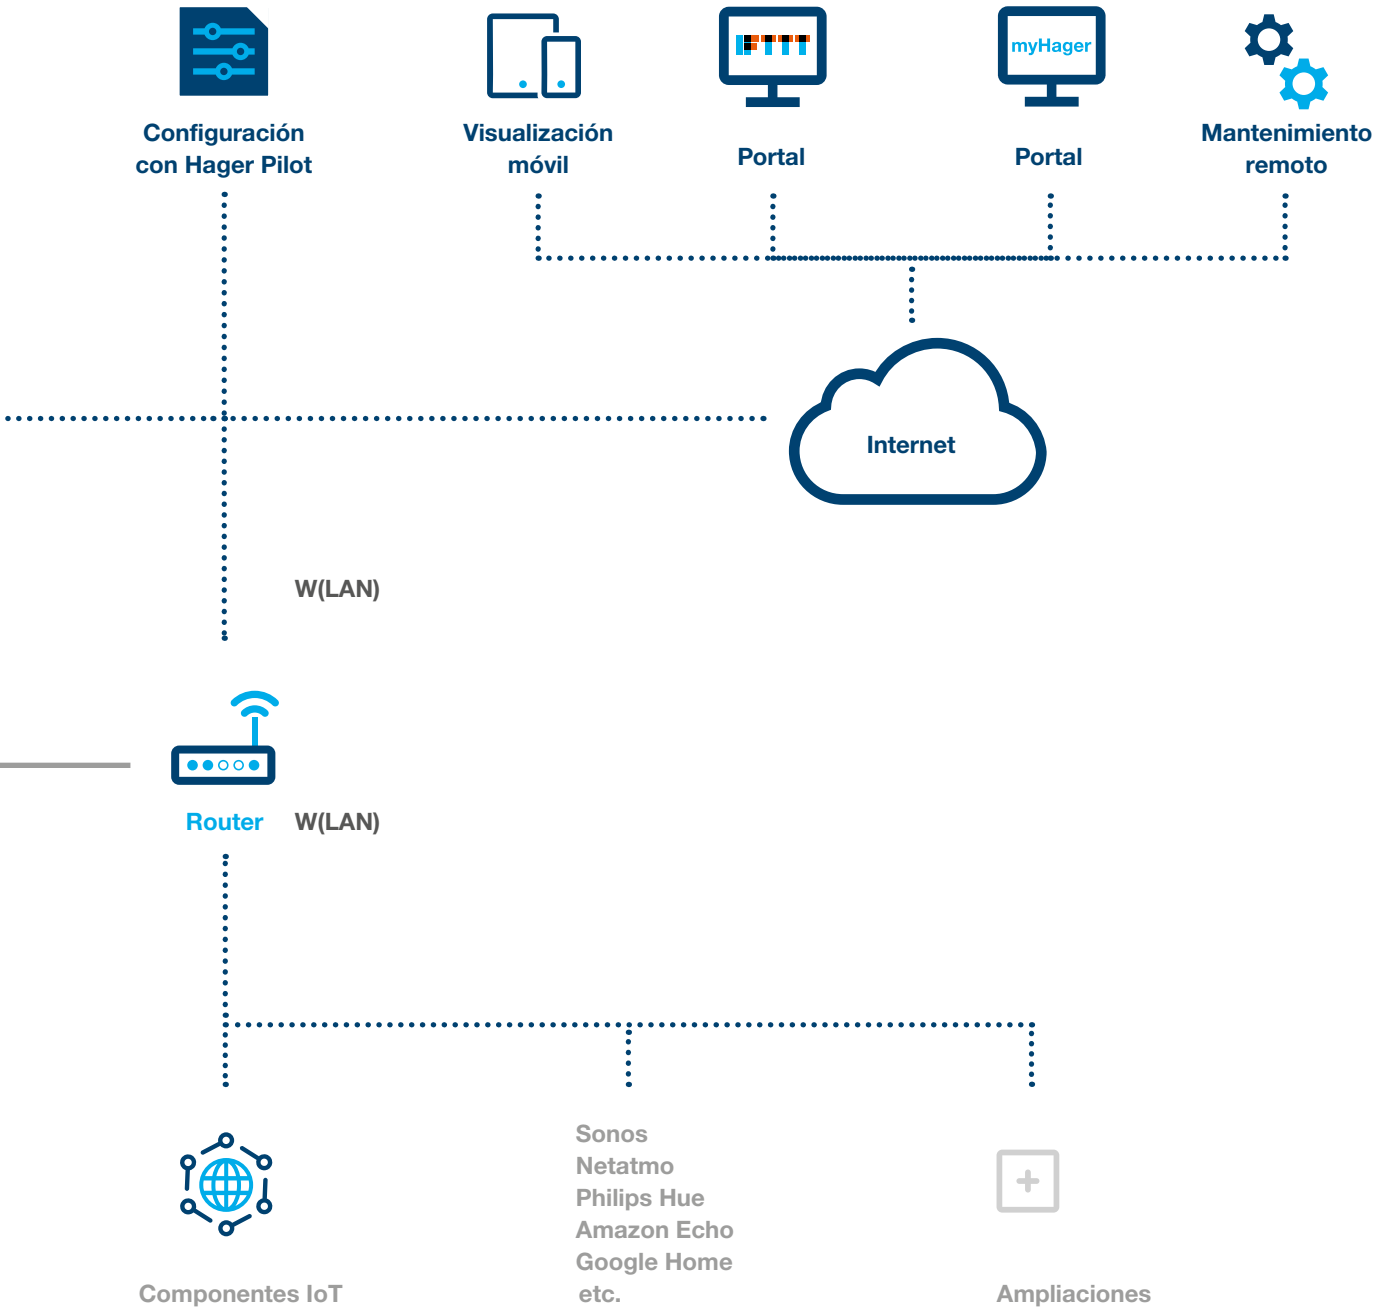 IFTTT
myHager
Configuración
con Hager Pilot
Visualización
móvil
Portal
Portal
Mantenimiento
remoto
Internet
W(LAN)
Router
W(LAN)
Sonos
Netatmo
Philips Hue
Amazon Echo
Google Home
etc.
Componentes IoT
Ampliaciones